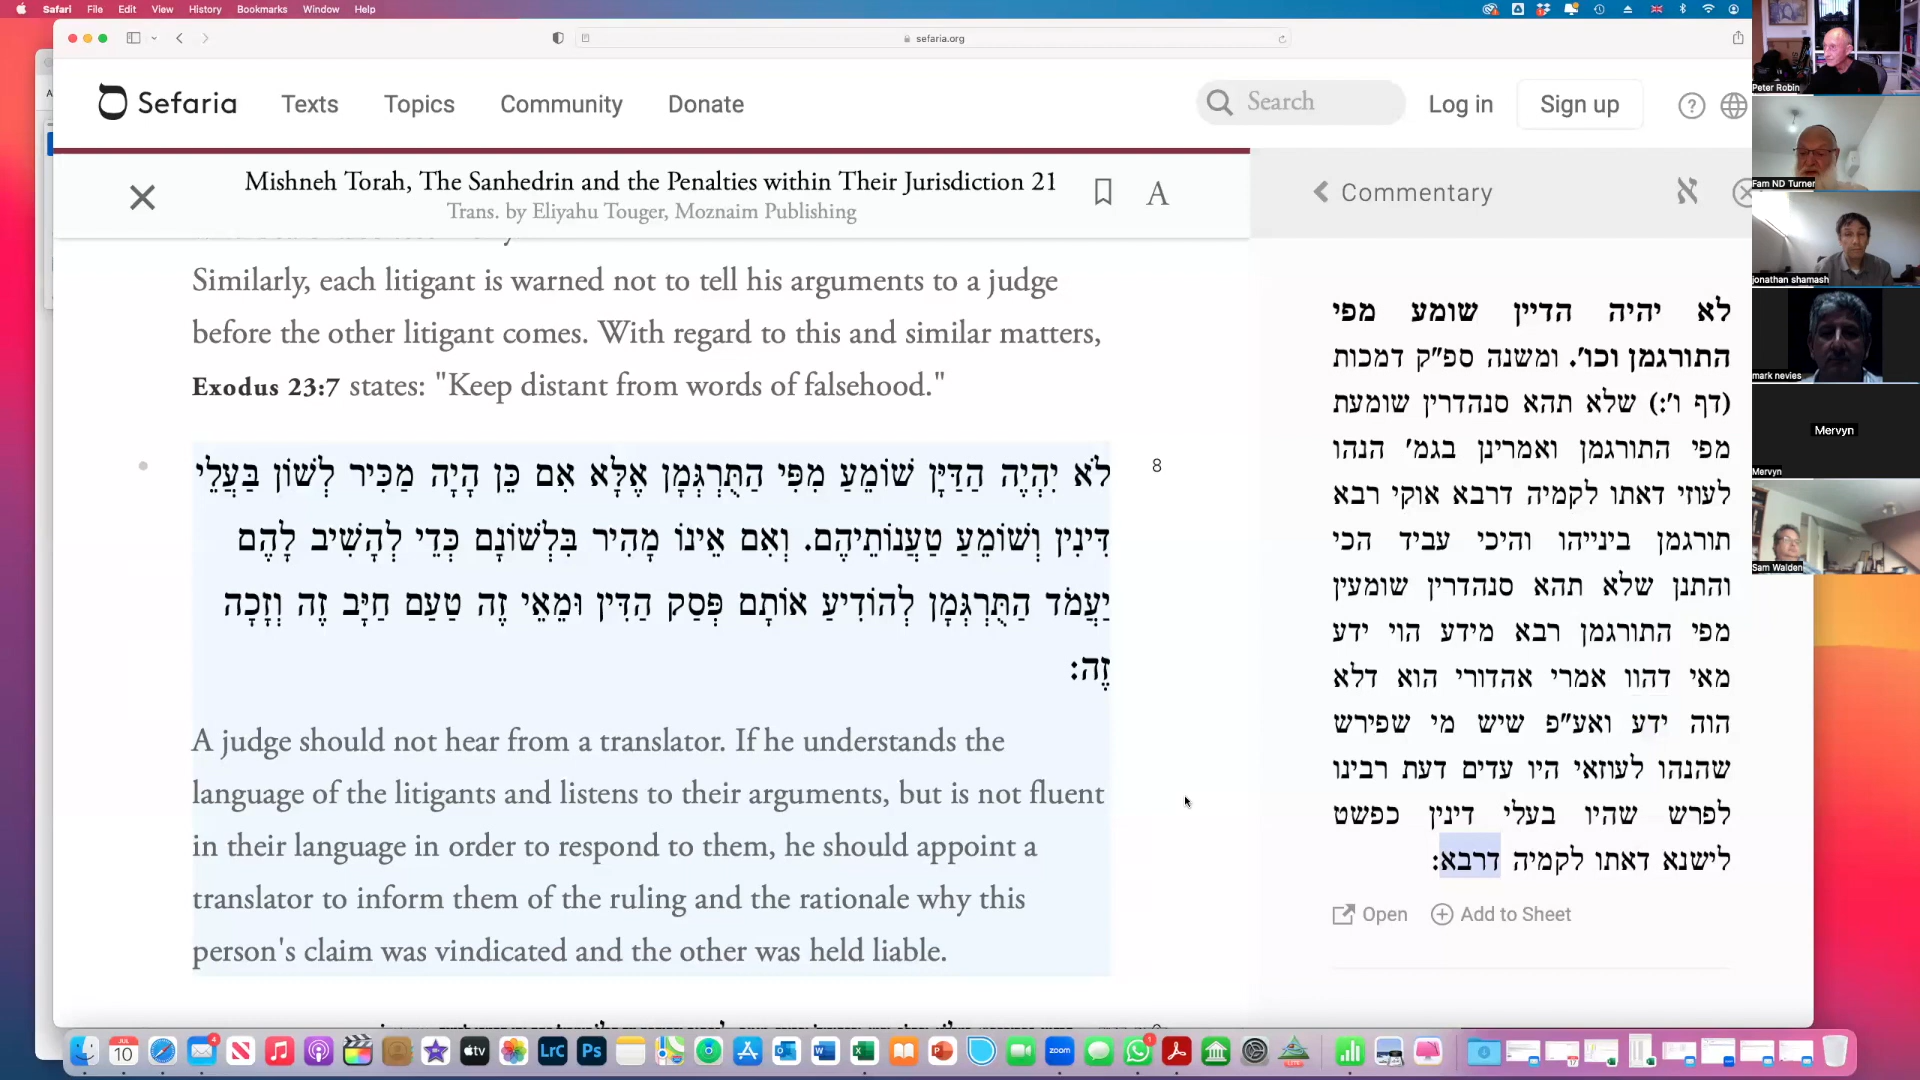 Safari File Edit View History Bookmarks Window Help
sefaria.org
Sefaria Texts Topics Community Donate Search Log in Sign up
Mishneh Torah, The Sanhedrin and the Penalties within Their Jurisdiction 21
Trans. by Eliyahu Touger, Moznaim Publishing
A
Similarly, each litigant is warned not to tell his arguments to a judge
before the other litigant comes. With regard to this and similar matters,
Exodus 23:7 states: "Keep distant from words of falsehood."
8
לֹא יִהְיֶה הַדַּיָּן שׁוֹמֵעַ מִפִּי הַתֻּרְגְּמָן אֶלָּא אִם כֵּן הָיָה מַכִּיר לְשׁוֹן בַּעֲלֵי
דִּינִין וְשׁוֹמֵעַ טַעֲנוֹתֵיהֶם. וְאִם אֵינוֹ מָהִיר בִּלְשׁוֹנָם כְּדֵי לְהָשִׁיב לָהֶם
יַעֲמֹד הַתֻּרְגְּמָן לְהוֹדִיעַ אוֹתָם פְּסַק הַדִּין וּמֵאֵי זֶה טַעַם חַיָּב זֶה וְזָכָה
זֶה:
A judge should not hear from a translator. If he understands the
language of the litigants and listens to their arguments, but is not fluent
in their language in order to respond to them, he should appoint a
translator to inform them of the ruling and the rationale why this
person's claim was vindicated and the other was held liable.
Commentary
א
לא יהיה הדיין שומע מפי
התורגמן וכו'. ומשנה ספ"ק דמכות
(דף ו':) שלא תהא סנהדרין שומעת
מפי התורגמן ואמרינן בגמ' הנהו
לעוזי דאתו לקמיה דרבא אוקי רבא
תורגמן בינייהו והיכי עביד הכי
והתנן שלא תהא סנהדרין שומעין
מפי התורגמן רבא מידע הוי ידע
מאי דהוו אמרי אהדורי הוא דלא
הוה ידע ואע"פ שיש מי שפירש
שהנהו לעוזאי היו עדים דעת רבינו
לפרש שהיו בעלי דינין כפשט
לישנא דאתו לקמיה דרבא:
Open Add to Sheet
Peter Robin
Fam ND Turner
jonathan shamash
mark nevies
Mervyn
Mervyn
Sam Walden
JUL
10
4
LrC
Ps
tv
zoom
1
17